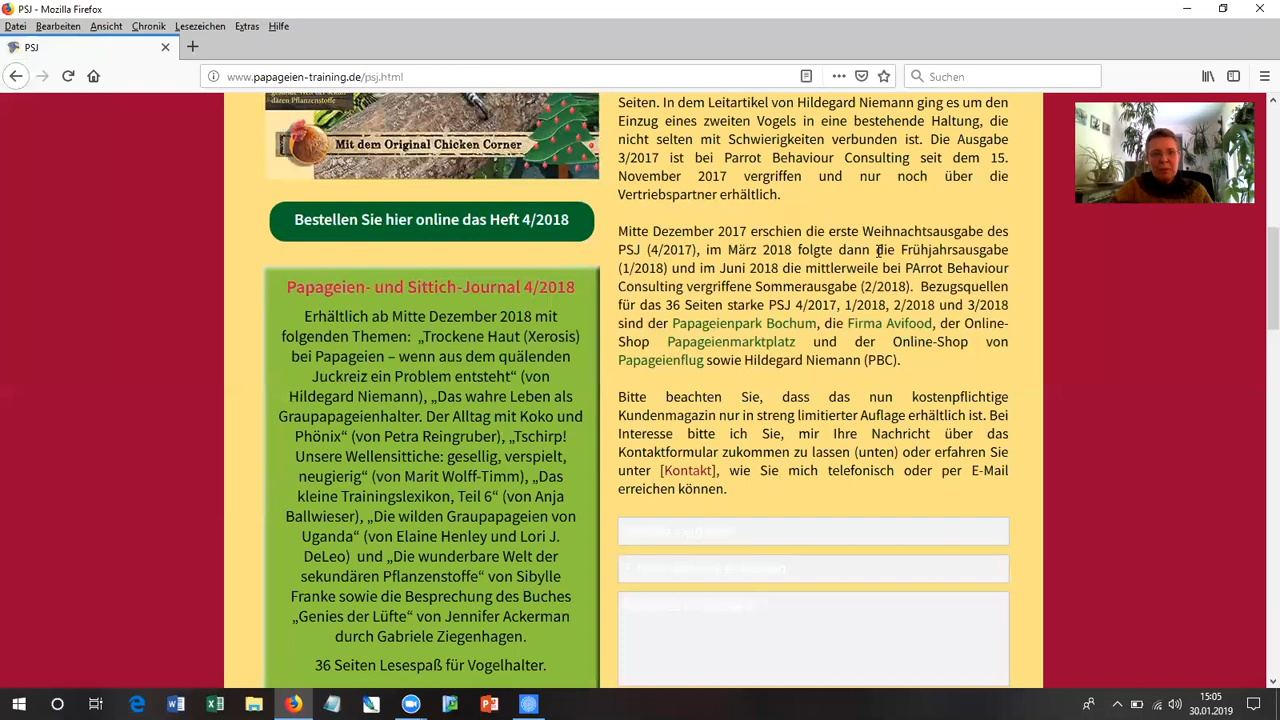 PSJ - Mozilla Firefox
Datei Bearbeiten Ansicht Chronik Lesezeichen Extras Hilfe
PSJ
www.papageien-training.de/psj.html
Suchen
dären Pflanzenstoffe
Mit dem Original Chicken Corner
Bestellen Sie hier online das Heft 4/2018
Papageien- und Sittich-Journal 4/2018
Erhältlich ab Mitte Dezember 2018 mit
folgenden Themen: „Trockene Haut (Xerosis)
bei Papageien – wenn aus dem quälenden
Juckreiz ein Problem entsteht“ (von
Hildegard Niemann), „Das wahre Leben als
Graupapageienhalter. Der Alltag mit Koko und
Phönix“ (von Petra Reingruber), „Tschirp!
Unsere Wellensittiche: gesellig, verspielt,
neugierig“ (von Marit Wolff-Timm), „Das
kleine Trainingslexikon, Teil 6“ (von Anja
Ballwieser), „Die wilden Graupapageien von
Uganda“ (von Elaine Henley und Lori J.
DeLeo) und „Die wunderbare Welt der
sekundären Pflanzenstoffe“ von Sibylle
Franke sowie die Besprechung des Buches
„Genies der Lüfte“ von Jennifer Ackerman
durch Gabriele Ziegenhagen.
36 Seiten Lesespaß für Vogelhalter.
Seiten. In dem Leitartikel von Hildegard Niemann ging es um den
Einzug eines zweiten Vogels in eine bestehende Haltung, die
nicht selten mit Schwierigkeiten verbunden ist. Die Ausgabe
3/2017 ist bei Parrot Behaviour Consulting seit dem 15.
November 2017 vergriffen und nur noch über die
Vertriebspartner erhältlich.
Mitte Dezember 2017 erschien die erste Weihnachtsausgabe des
PSJ (4/2017), im März 2018 folgte dann die Frühjahrsausgabe
(1/2018) und im Juni 2018 die mittlerweile bei PArrot Behaviour
Consulting vergriffene Sommerausgabe (2/2018). Bezugsquellen
für das 36 Seiten starke PSJ 4/2017, 1/2018, 2/2018 und 3/2018
sind der Papageienpark Bochum, die Firma Avifood, der Online-
Shop Papageienmarktplatz und der Online-Shop von
Papageienflug sowie Hildegard Niemann (PBC).
Bitte beachten Sie, dass das nun kostenpflichtige
Kundenmagazin nur in streng limitierter Auflage erhältlich ist. Bei
Interesse bitte ich Sie, mir Ihre Nachricht über das
Kontaktformular zukommen zu lassen (unten) oder erfahren Sie
unter [Kontakt], wie Sie mich telefonisch oder per E-Mail
erreichen können.
15:05
30.01.2019